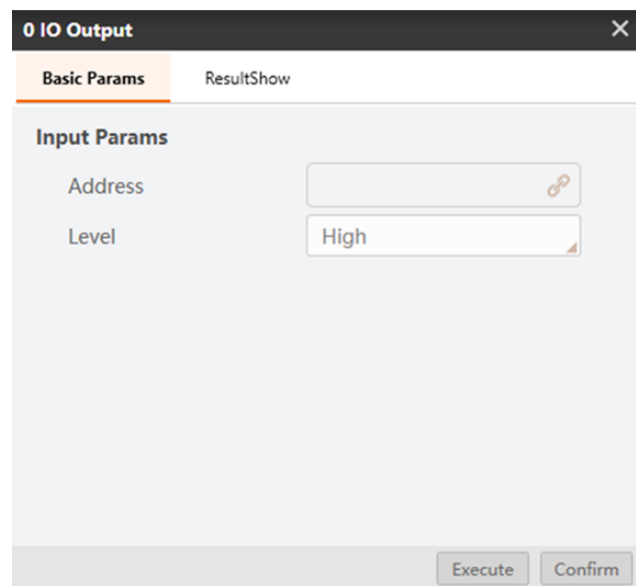 0 IO Output
Basic Params ResultShow
Input Params
Address
Level High
Execute Confirm